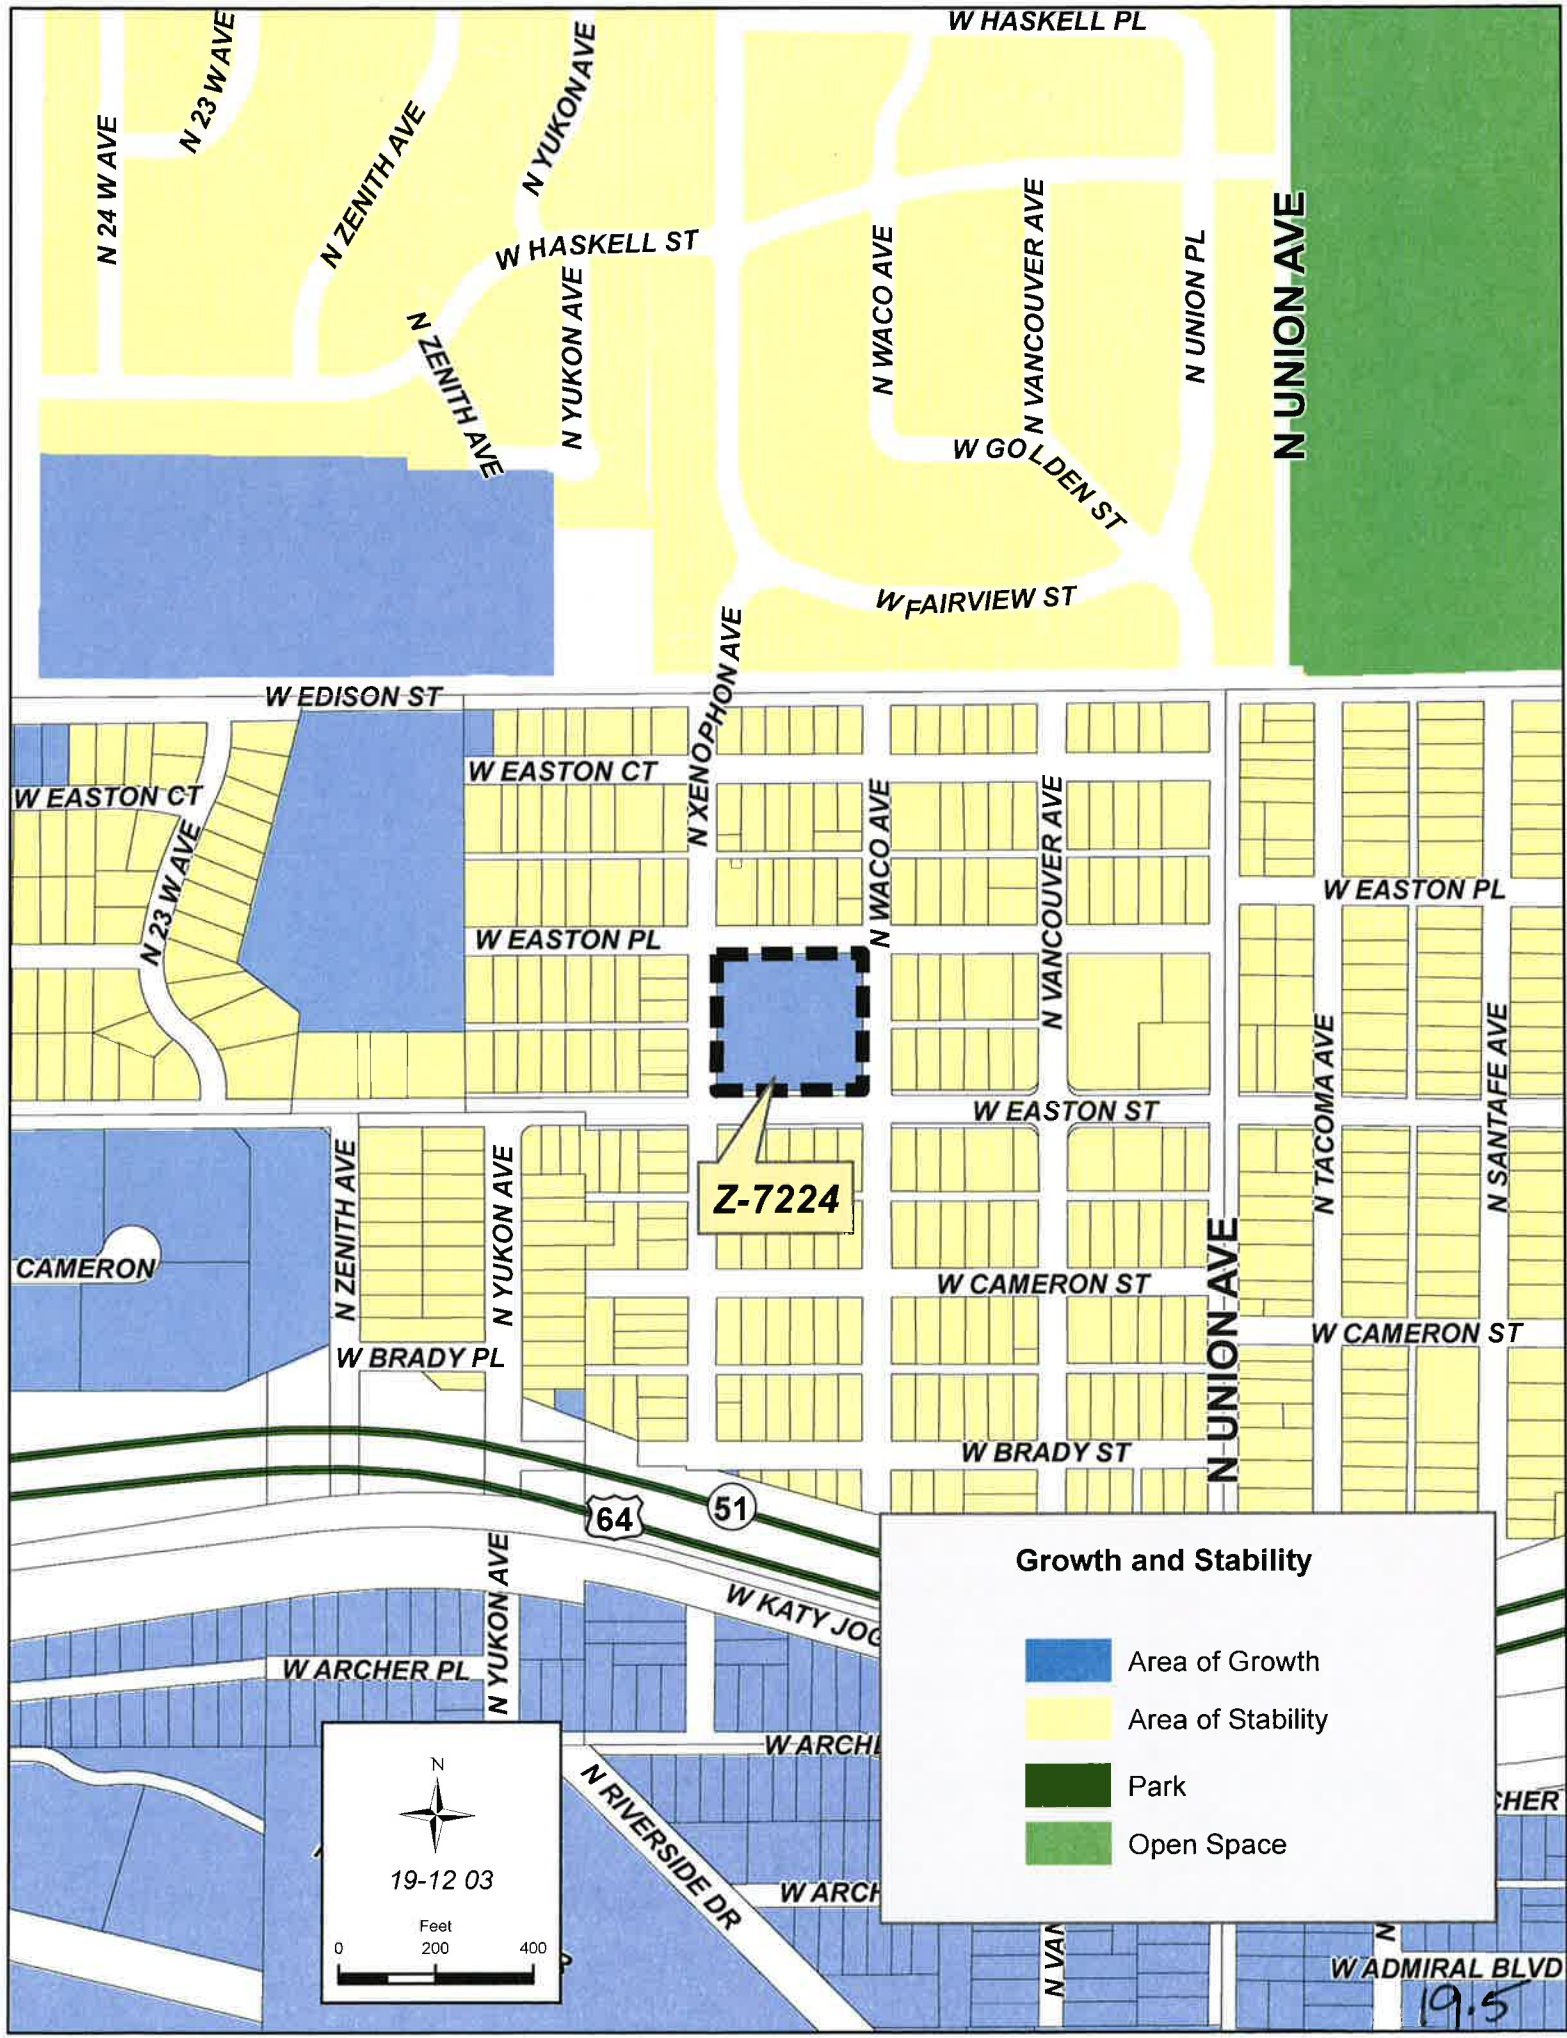 W HASKELL PL
N 23 W AVE
N YUKON AVE
N 24 W AVE
N ZENITH AVE
N UNION AVE
N VANCOUVER AVE
W HASKELL ST
N WACO AVE
N UNION PL
N YUKON AVE
N ZENITH AVE
W GOLDEN ST
W FAIRVIEW ST
N XENOPHON AVE
W EDISON ST
W EASTON CT
W EASTON CT
N WACO AVE
N VANCOUVER AVE
N 23 W AVE
W EASTON PL
W EASTON PL
N TACOMA AVE
N SANTAFE AVE
W EASTON ST
N ZENITH AVE
N YUKON AVE
Z-7224
CAMERON
N UNION AVE
W CAMERON ST
W CAMERON ST
W BRADY PL
W BRADY ST
64
51
N YUKON AVE
W KATY JOG
W ARCHER PL
W ARCHE
N RIVERSIDE DR
W ARCH
CHER
N VAN
N
W ADMIRAL BLVD
Growth and Stability
Area of Growth
Area of Stability
Park
Open Space
N
19-12 03
Feet
0 200 400
19.5